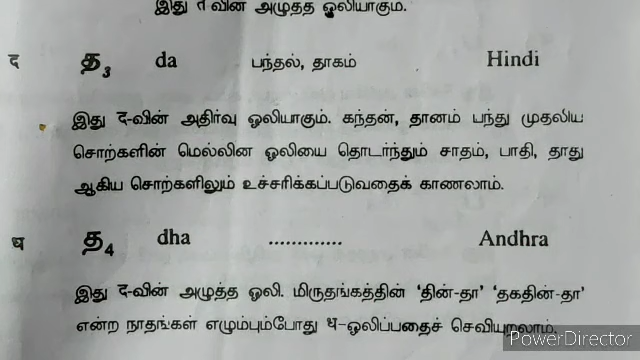 இது त-வின் அழுத்த ஒலியாகும்.
द த3 da பந்தல், தாகம் Hindi
இது द-வின் அதிர்வு ஒலியாகும். கந்தன், தானம் பந்து முதலிய
சொற்களின் மெல்லின ஒலியை தொடர்ந்தும் சாதம், பாதி, தாது
ஆகிய சொற்களிலும் உச்சரிக்கப்படுவதைக் காணலாம்.
ध த4 dha ............. Andhra
இது द-வின் அழுத்த ஒலி. மிருதங்கத்தின் 'தின்-தா' 'தகதின்-தா'
என்ற நாதங்கள் எழும்பும்போது ध-ஒலிப்பதைச் செவியுறலாம்.
PowerDirector